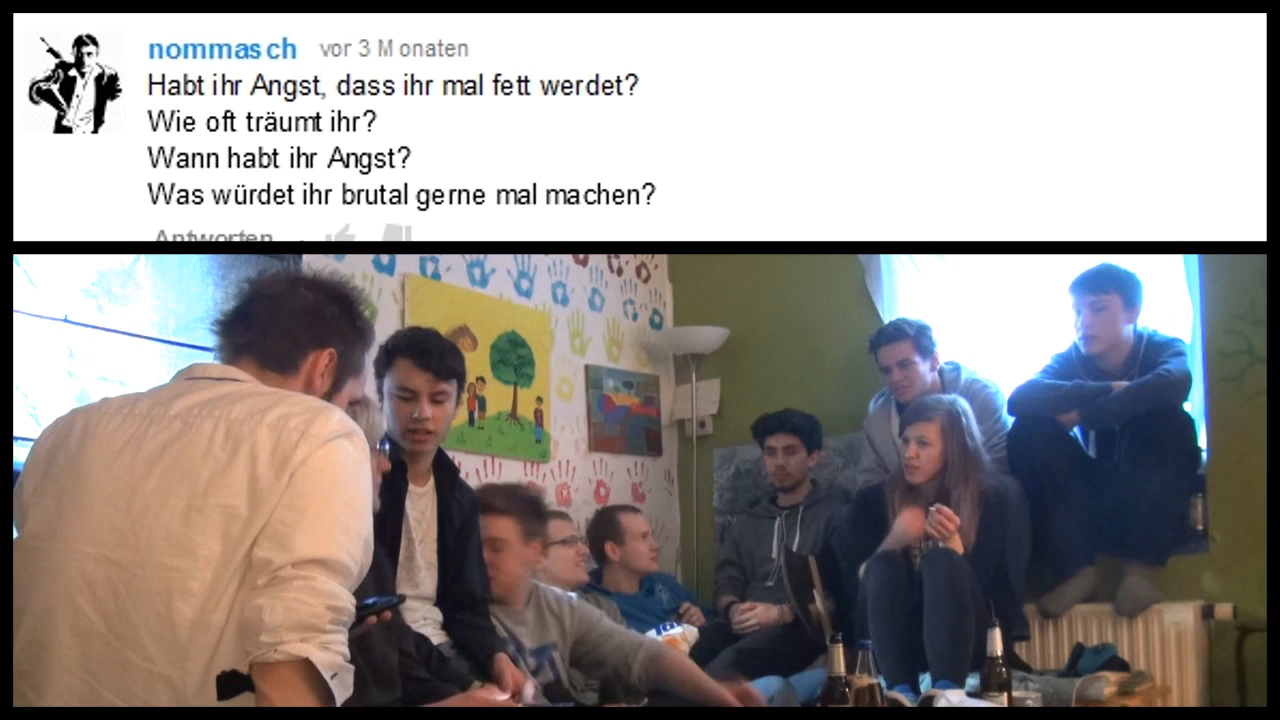 nommasch vor 3 Monaten
Habt ihr Angst, dass ihr mal fett werdet?
Wie oft träumt ihr?
Wann habt ihr Angst?
Was würdet ihr brutal gerne mal machen?
Antworten